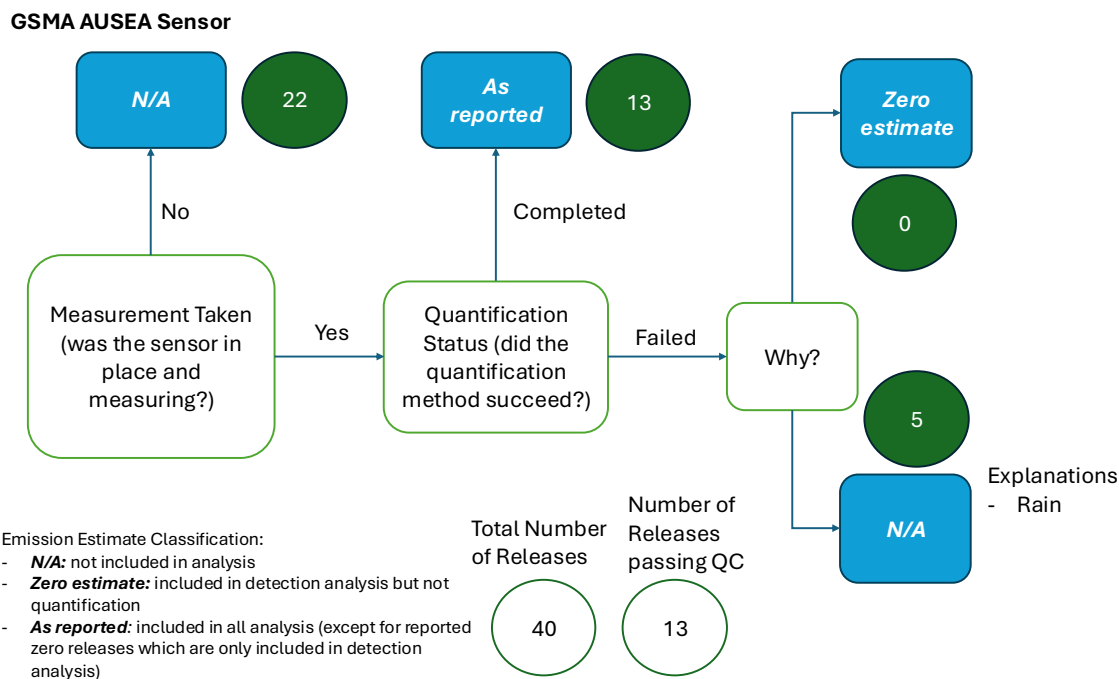 GSMA AUSEA Sensor
N/A
22
As
reported
13
Zero
estimate
0
No
Completed
Measurement Taken
(was the sensor in
place and
measuring?)
Yes
Quantification
Status (did the
quantification
method succeed?)
Failed
Why?
5
N/A
Explanations
- Rain
Emission Estimate Classification:
- N/A: not included in analysis
- Zero estimate: included in detection analysis but not
quantification
- As reported: included in all analysis (except for reported
zero releases which are only included in detection
analysis)
Total Number
of Releases
40
Number of
Releases
passing QC
13